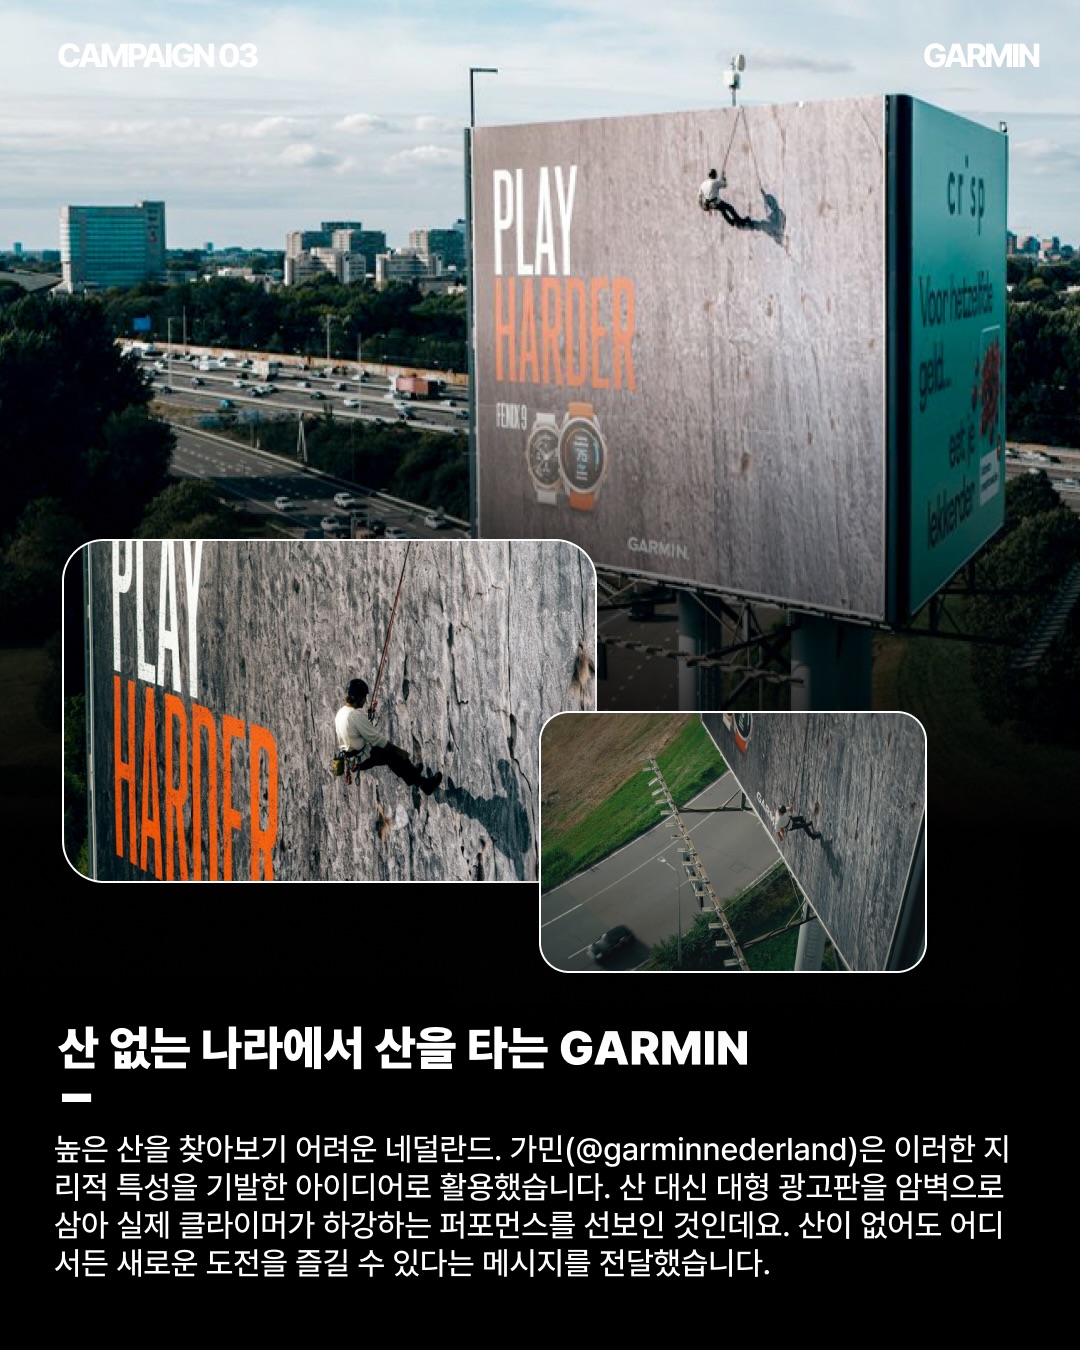 CAMPAIGN 03
GARMIN
PLAY
HARDER
FENIX 9
GARMIN
crisp
Voor hetzelfde
geld...
eet je
lekkerder
PLAY
HARDER
산 없는 나라에서 산을 타는 GARMIN
높은 산을 찾아보기 어려운 네덜란드. 가민(@garminnederland)은 이러한 지
리적 특성을 기발한 아이디어로 활용했습니다. 산 대신 대형 광고판을 암벽으로
삼아 실제 클라이머가 하강하는 퍼포먼스를 선보인 것인데요. 산이 없어도 어디
서든 새로운 도전을 즐길 수 있다는 메시지를 전달했습니다.